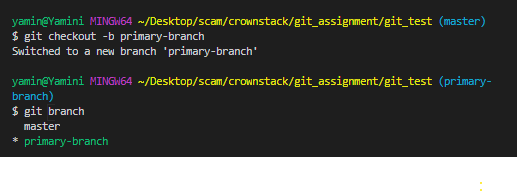 yamin@Yamini MINGW64 ~/Desktop/scam/crownstack/git_assignment/git_test (master)
$ git checkout -b primary-branch
Switched to a new branch 'primary-branch'
yamin@Yamini MINGW64 ~/Desktop/scam/crownstack/git_assignment/git_test (primary-
branch)
$ git branch
  master
* primary-branch
: